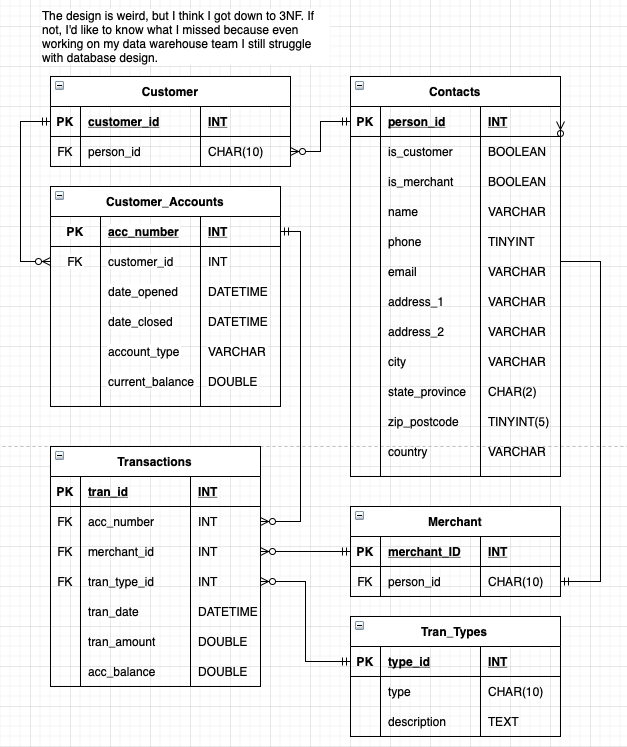 The design is weird, but I think I got down to 3NF. If
not, I'd like to know what I missed because even
working on my data warehouse team I still struggle
with database design.
Customer
PK customer_id INT
FK person_id CHAR(10)
Customer_Accounts
PK acc_number INT
FK customer_id INT
date_opened DATETIME
date_closed DATETIME
account_type VARCHAR
current_balance DOUBLE
Transactions
PK tran_id INT
FK acc_number INT
FK merchant_id INT
FK tran_type_id INT
tran_date DATETIME
tran_amount DOUBLE
acc_balance DOUBLE
Contacts
PK person_id INT
is_customer BOOLEAN
is_merchant BOOLEAN
name VARCHAR
phone TINYINT
email VARCHAR
address_1 VARCHAR
address_2 VARCHAR
city VARCHAR
state_province CHAR(2)
zip_postcode TINYINT(5)
country VARCHAR
Merchant
PK merchant_ID INT
FK person_id CHAR(10)
Tran_Types
PK type_id INT
type CHAR(10)
description TEXT